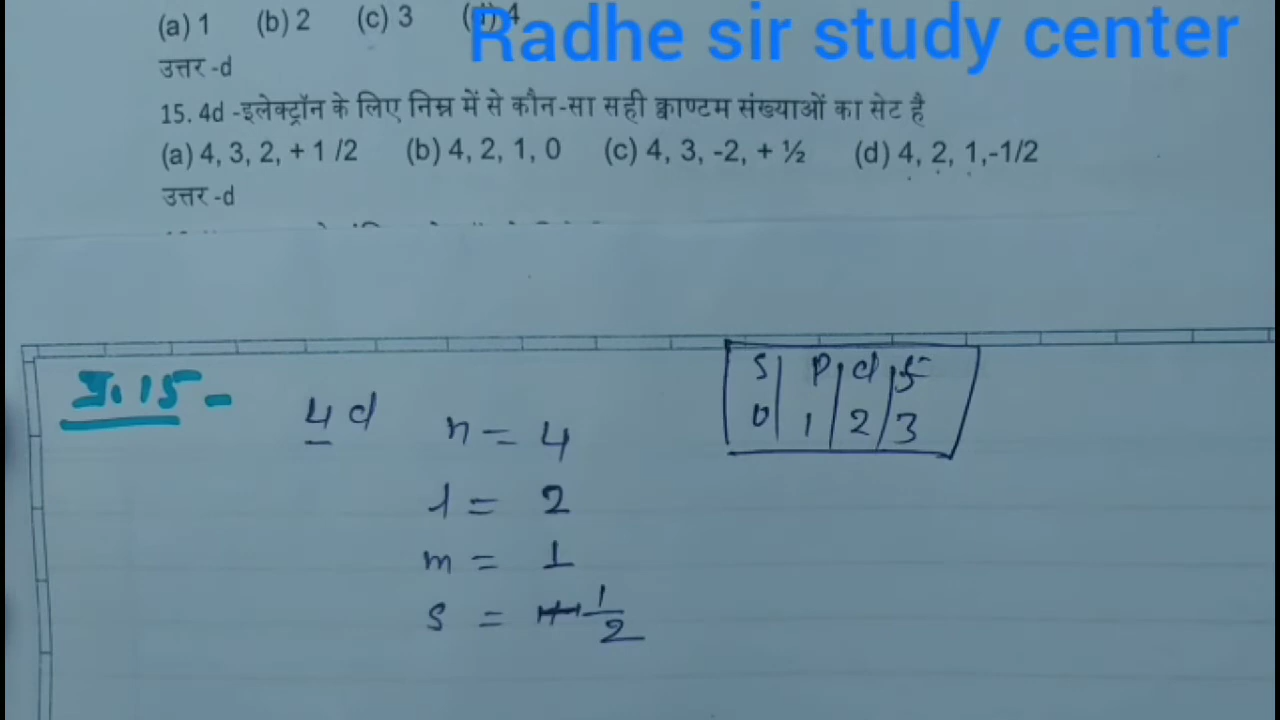 (a) 1 (b) 2 (c) 3 (d) 4
Radhe sir study center
उत्तर -d
15. 4d -इलेक्ट्रॉन के लिए निम्न में से कौन-सा सही क्वाण्टम संख्याओं का सेट है
(a) 4, 3, 2, + 1 /2 (b) 4, 2, 1, 0 (c) 4, 3, -2, + ½ (d) 4, 2, 1,-1/2
उत्तर -d
प्र. 15 -
4d n = 4
s p d f
0 1 2 3
l = 2
m = 1
s = 1/2